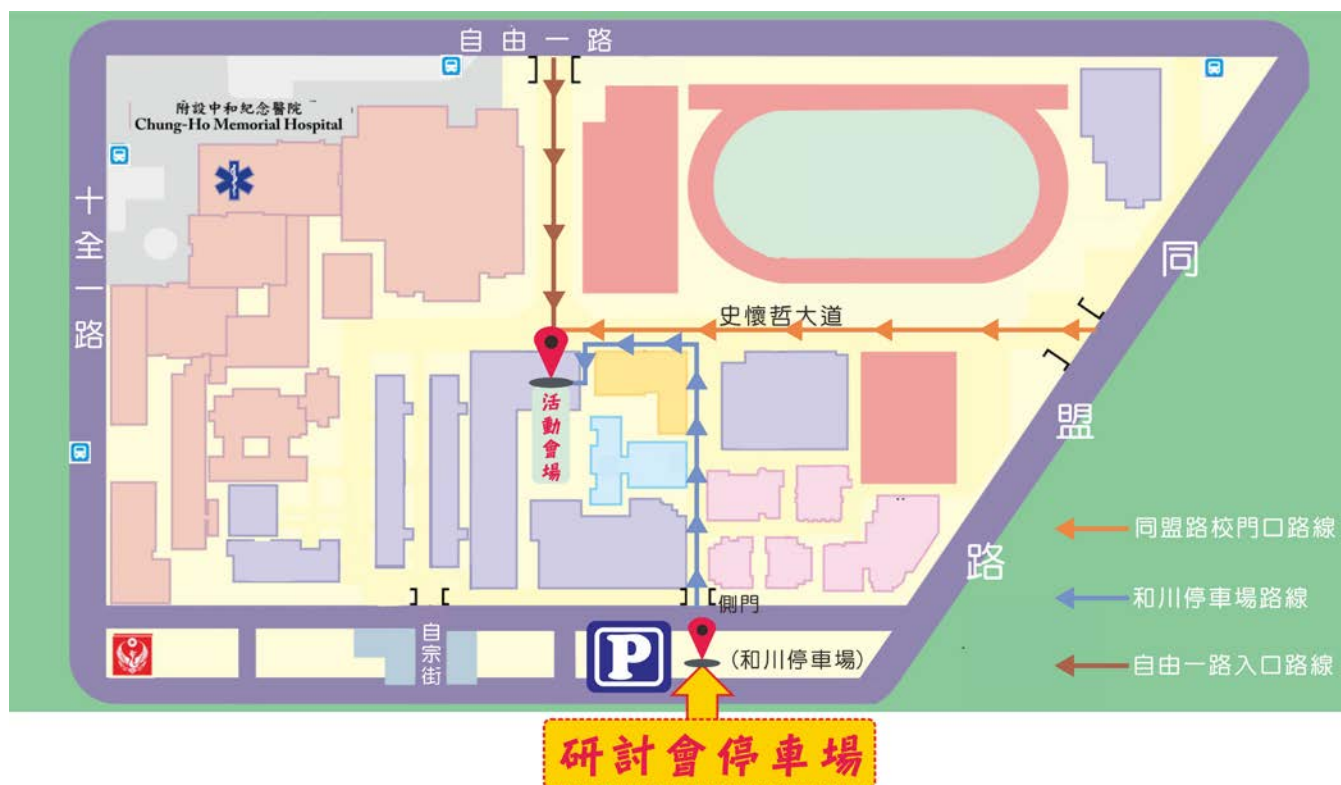 自由一路
附設中和紀念醫院
Chung-Ho Memorial Hospital
十全一路
史懷哲大道
同盟路
活動會場
同盟路校門口路線
和川停車場路線
自由一路入口路線
側門
自宗街
P
(和川停車場)
研討會停車場